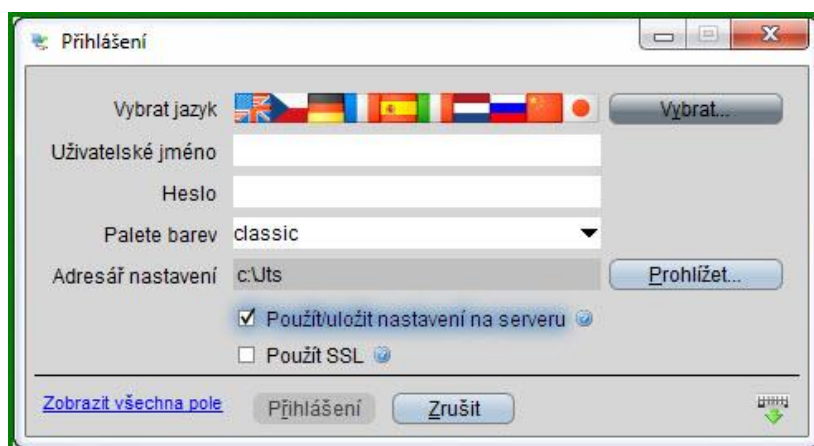 Přihlášení
Vybrat jazyk Vybrat...
Uživatelské jméno
Heslo
Palete barev classic
Adresář nastavení c:\Jts Prohlížet...
Použít/uložit nastavení na serveru
Použít SSL
Zobrazit všechna pole Přihlášení Zrušit